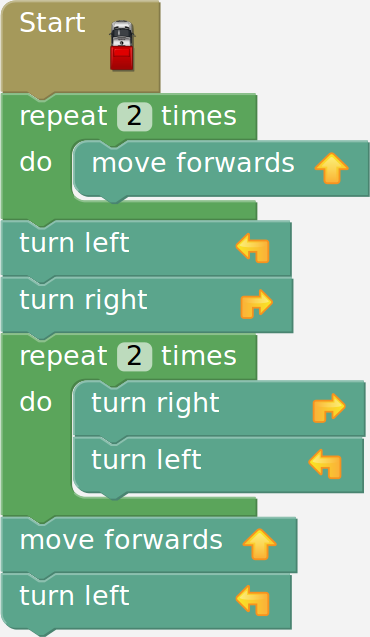 Start
repeat 2 times
do move forwards
turn left
turn right
repeat 2 times
do turn right
turn left
move forwards
turn left